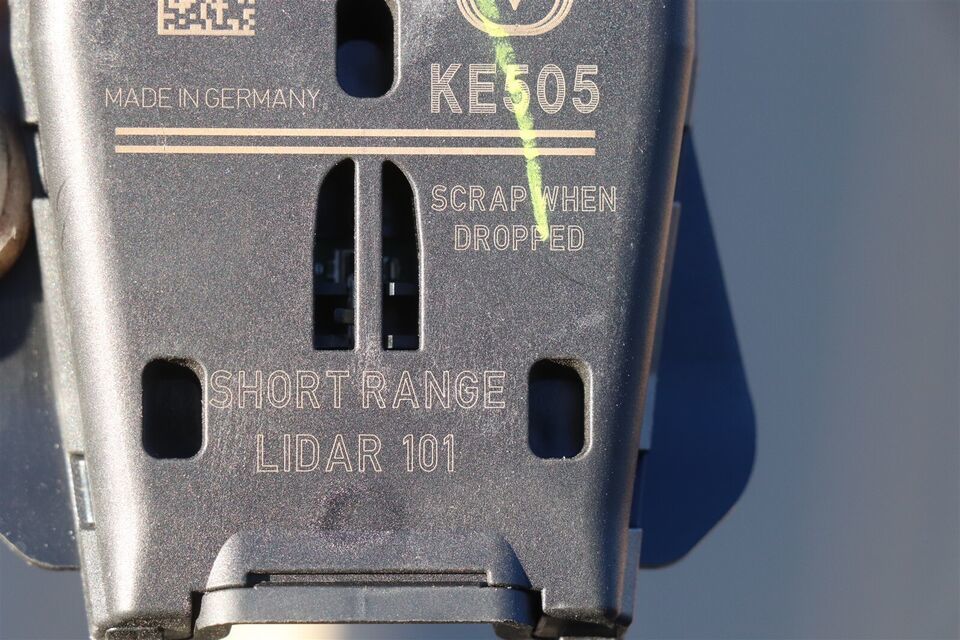 MADE IN GERMANY
KE505
SCRAP WHEN
DROPPED
SHORT RANGE
LIDAR 101